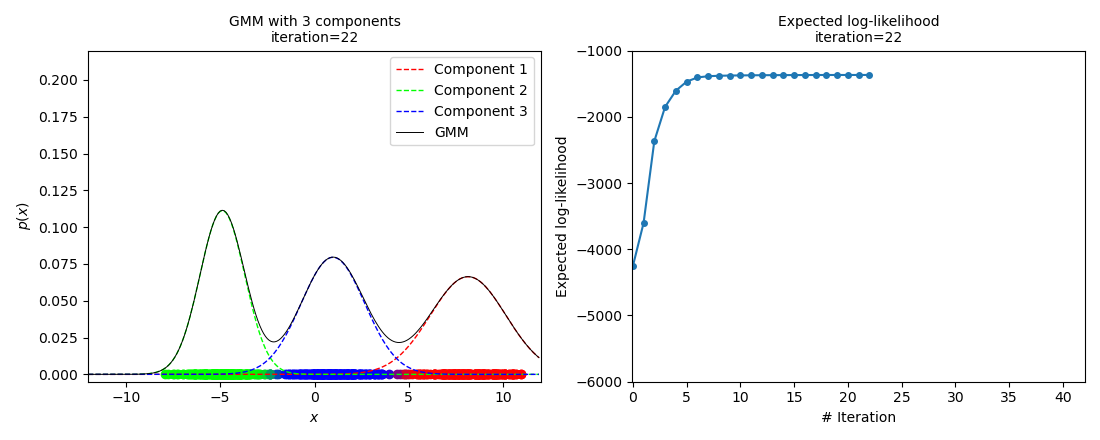 GMM with 3 components
iteration=22
Component 1
Component 2
Component 3
GMM
0.200
0.175
0.150
0.125
0.100
0.075
0.050
0.025
0.000
p(x)
−10 −5 0 5 10
x
Expected log-likelihood
iteration=22
−1000
−2000
−3000
−4000
−5000
−6000
Expected log-likelihood
0 5 10 15 20 25 30 35 40
# Iteration